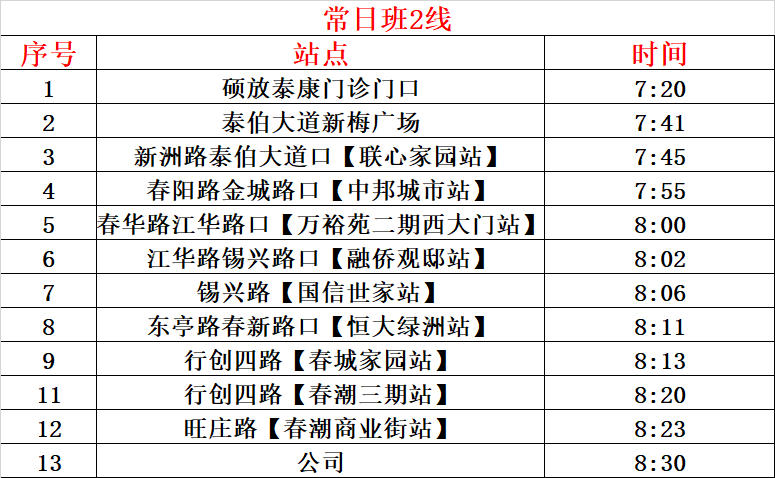 常日班2线
序号 站点 时间
1 硕放泰康门诊门口 7:20
2 泰伯大道新梅广场 7:41
3 新洲路泰伯大道口【联心家园站】 7:45
4 春阳路金城路口【中邦城市站】 7:55
5 春华路江华路口【万裕苑二期西大门站】 8:00
6 江华路锡兴路口【融侨观邸站】 8:02
7 锡兴路【国信世家站】 8:06
8 东亭路春新路口【恒大绿洲站】 8:11
9 行创四路【春城家园站】 8:13
11 行创四路【春潮三期站】 8:20
12 旺庄路【春潮商业街站】 8:23
13 公司 8:30